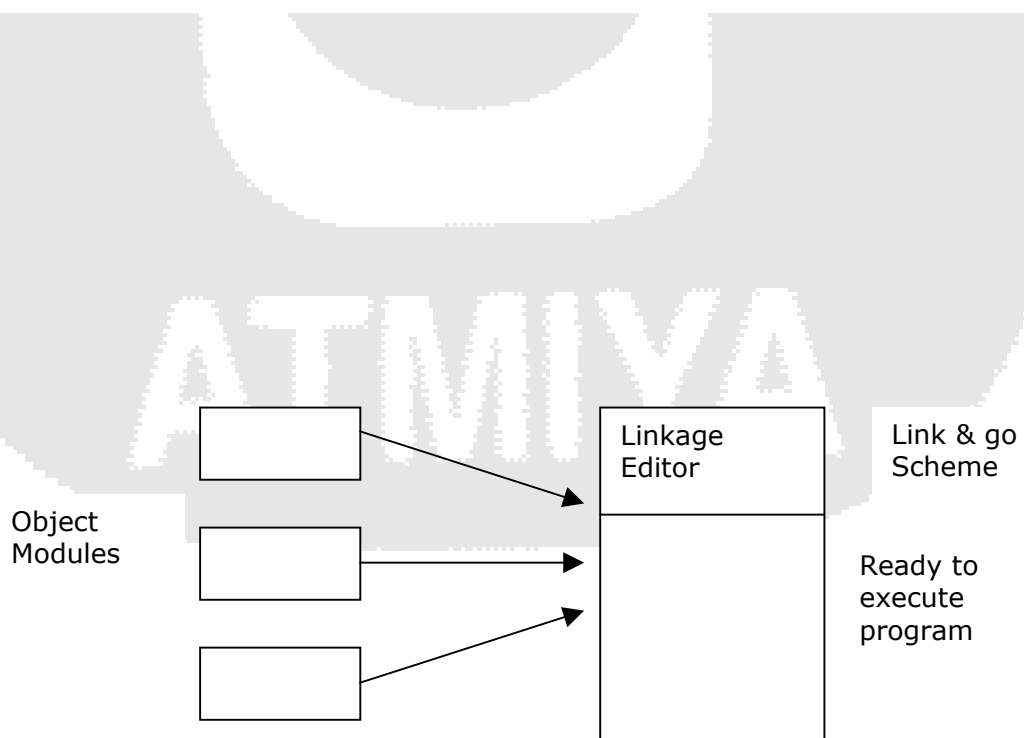 ATMIYA
Linkage
Editor
Link & go
Scheme
Object
Modules
Ready to
execute
program